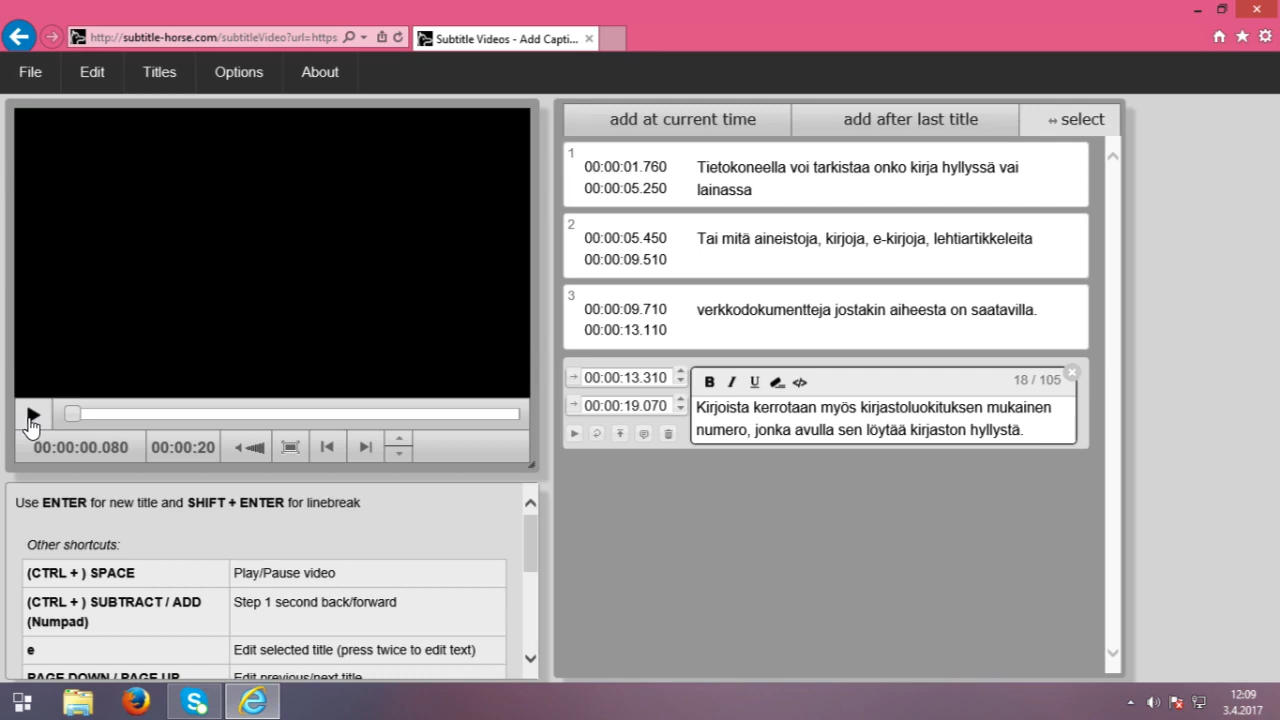 http://subtitle-horse.com/subtitleVideo?url=https
Subtitle Videos - Add Capti...
File Edit Titles Options About
00:00:00.080 00:00:20
Use ENTER for new title and SHIFT + ENTER for linebreak
Other shortcuts:
(CTRL + ) SPACE Play/Pause video
(CTRL + ) SUBTRACT / ADD Step 1 second back/forward
(Numpad)
e Edit selected title (press twice to edit text)
PAGE DOWN / PAGE UP Edit previous/next title
add at current time add after last title ↔ select
1
00:00:01.760 Tietokoneella voi tarkistaa onko kirja hyllyssä vai
00:00:05.250 lainassa
2
00:00:05.450 Tai mitä aineistoja, kirjoja, e-kirjoja, lehtiartikkeleita
00:00:09.510
3
00:00:09.710 verkkodokumentteja jostakin aiheesta on saatavilla.
00:00:13.110
00:00:13.310 B I U </> 18 / 105
00:00:19.070 Kirjoista kerrotaan myös kirjastoluokituksen mukainen
numero, jonka avulla sen löytää kirjaston hyllystä.
12:09
3.4.2017